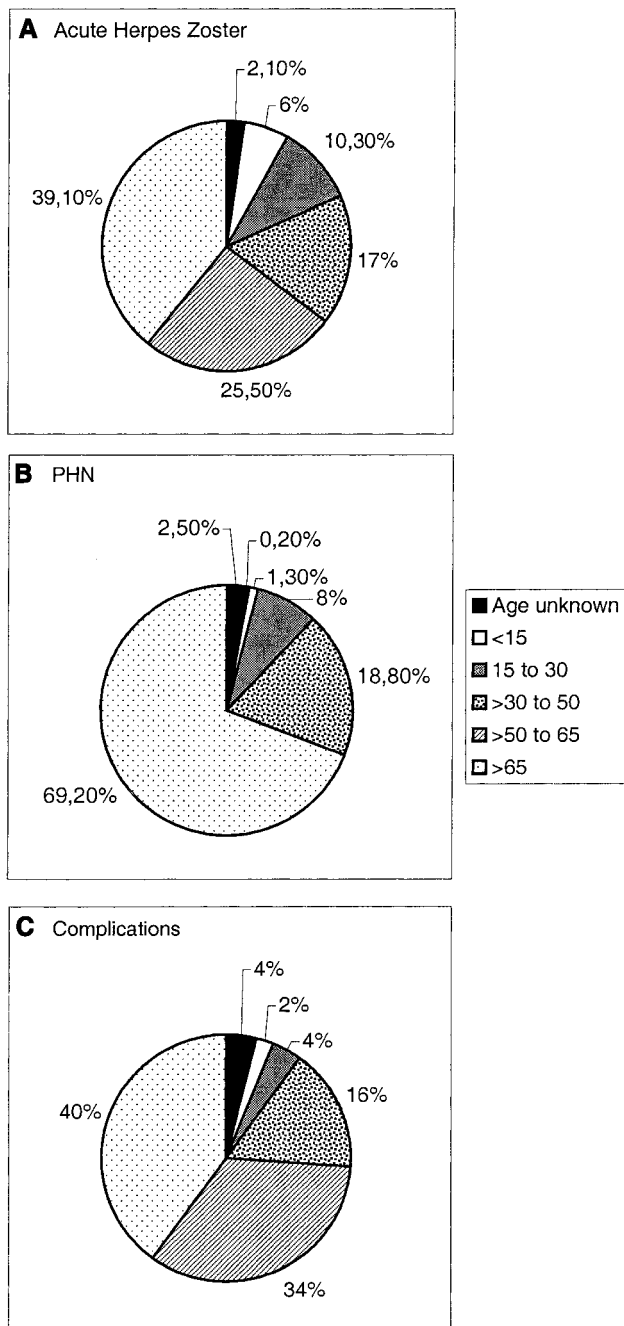 A Acute Herpes Zoster
2,10%
6%
10,30%
39,10%
17%
25,50%
B PHN
2,50%
0,20%
1,30%
8%
18,80%
69,20%
Age unknown
<15
15 to 30
>30 to 50
>50 to 65
>65
C Complications
4%
2%
4%
16%
40%
34%